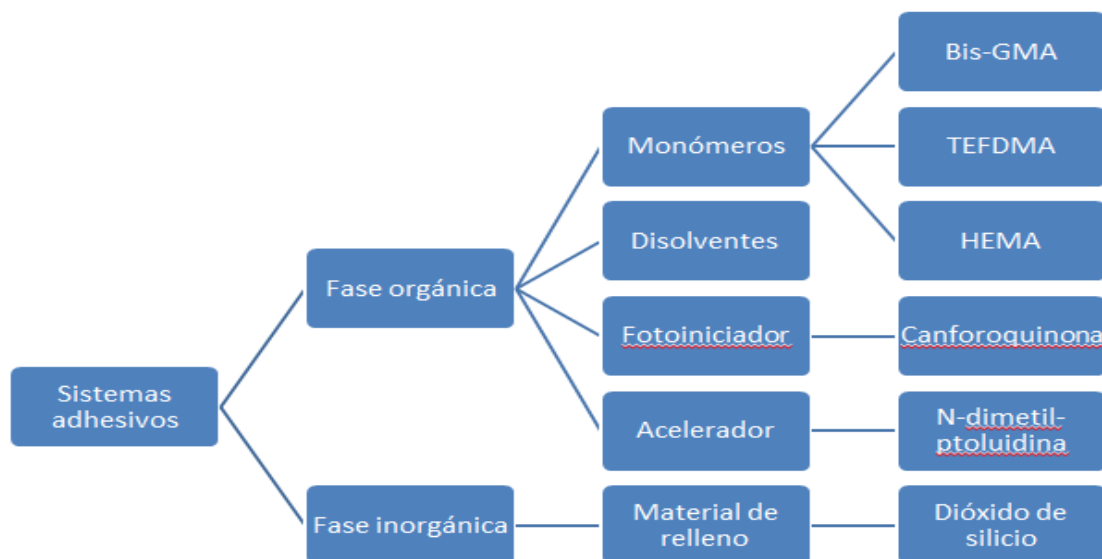 Sistemas
adhesivos
Fase orgánica
Monómeros
Bis-GMA
TEFDMA
HEMA
Disolventes
Fotoiniciador
Canforoquinona
Acelerador
N-dimetil-
ptoluidina
Fase inorgánica
Material de
relleno
Dióxido de
silicio